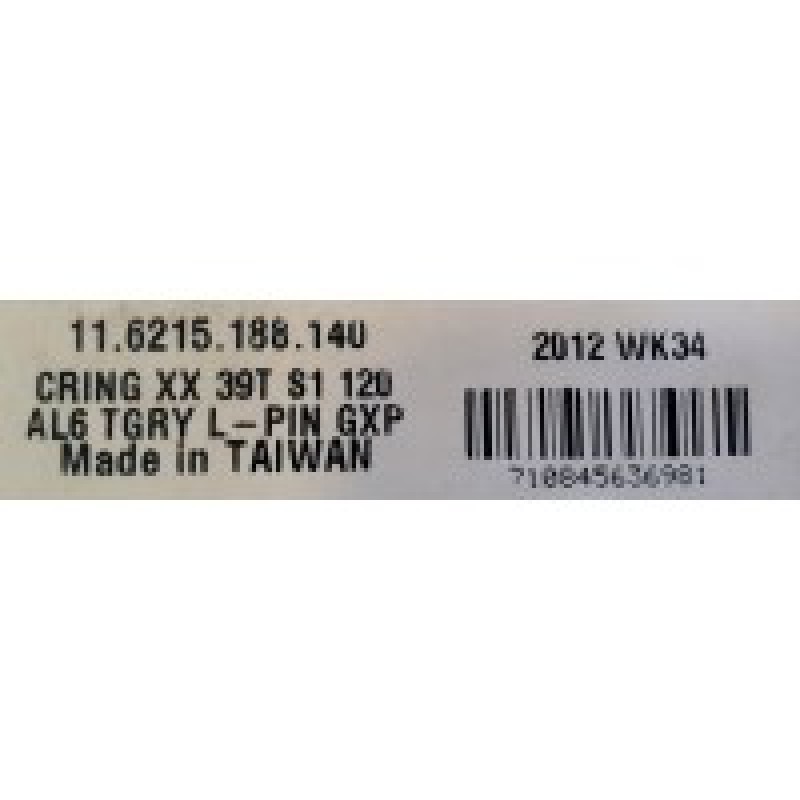 11.6215.188.140
CRING XX 39T S1 120
AL6 TGRY L-PIN GXP
Made in TAIWAN
2012 WK34
710845636981